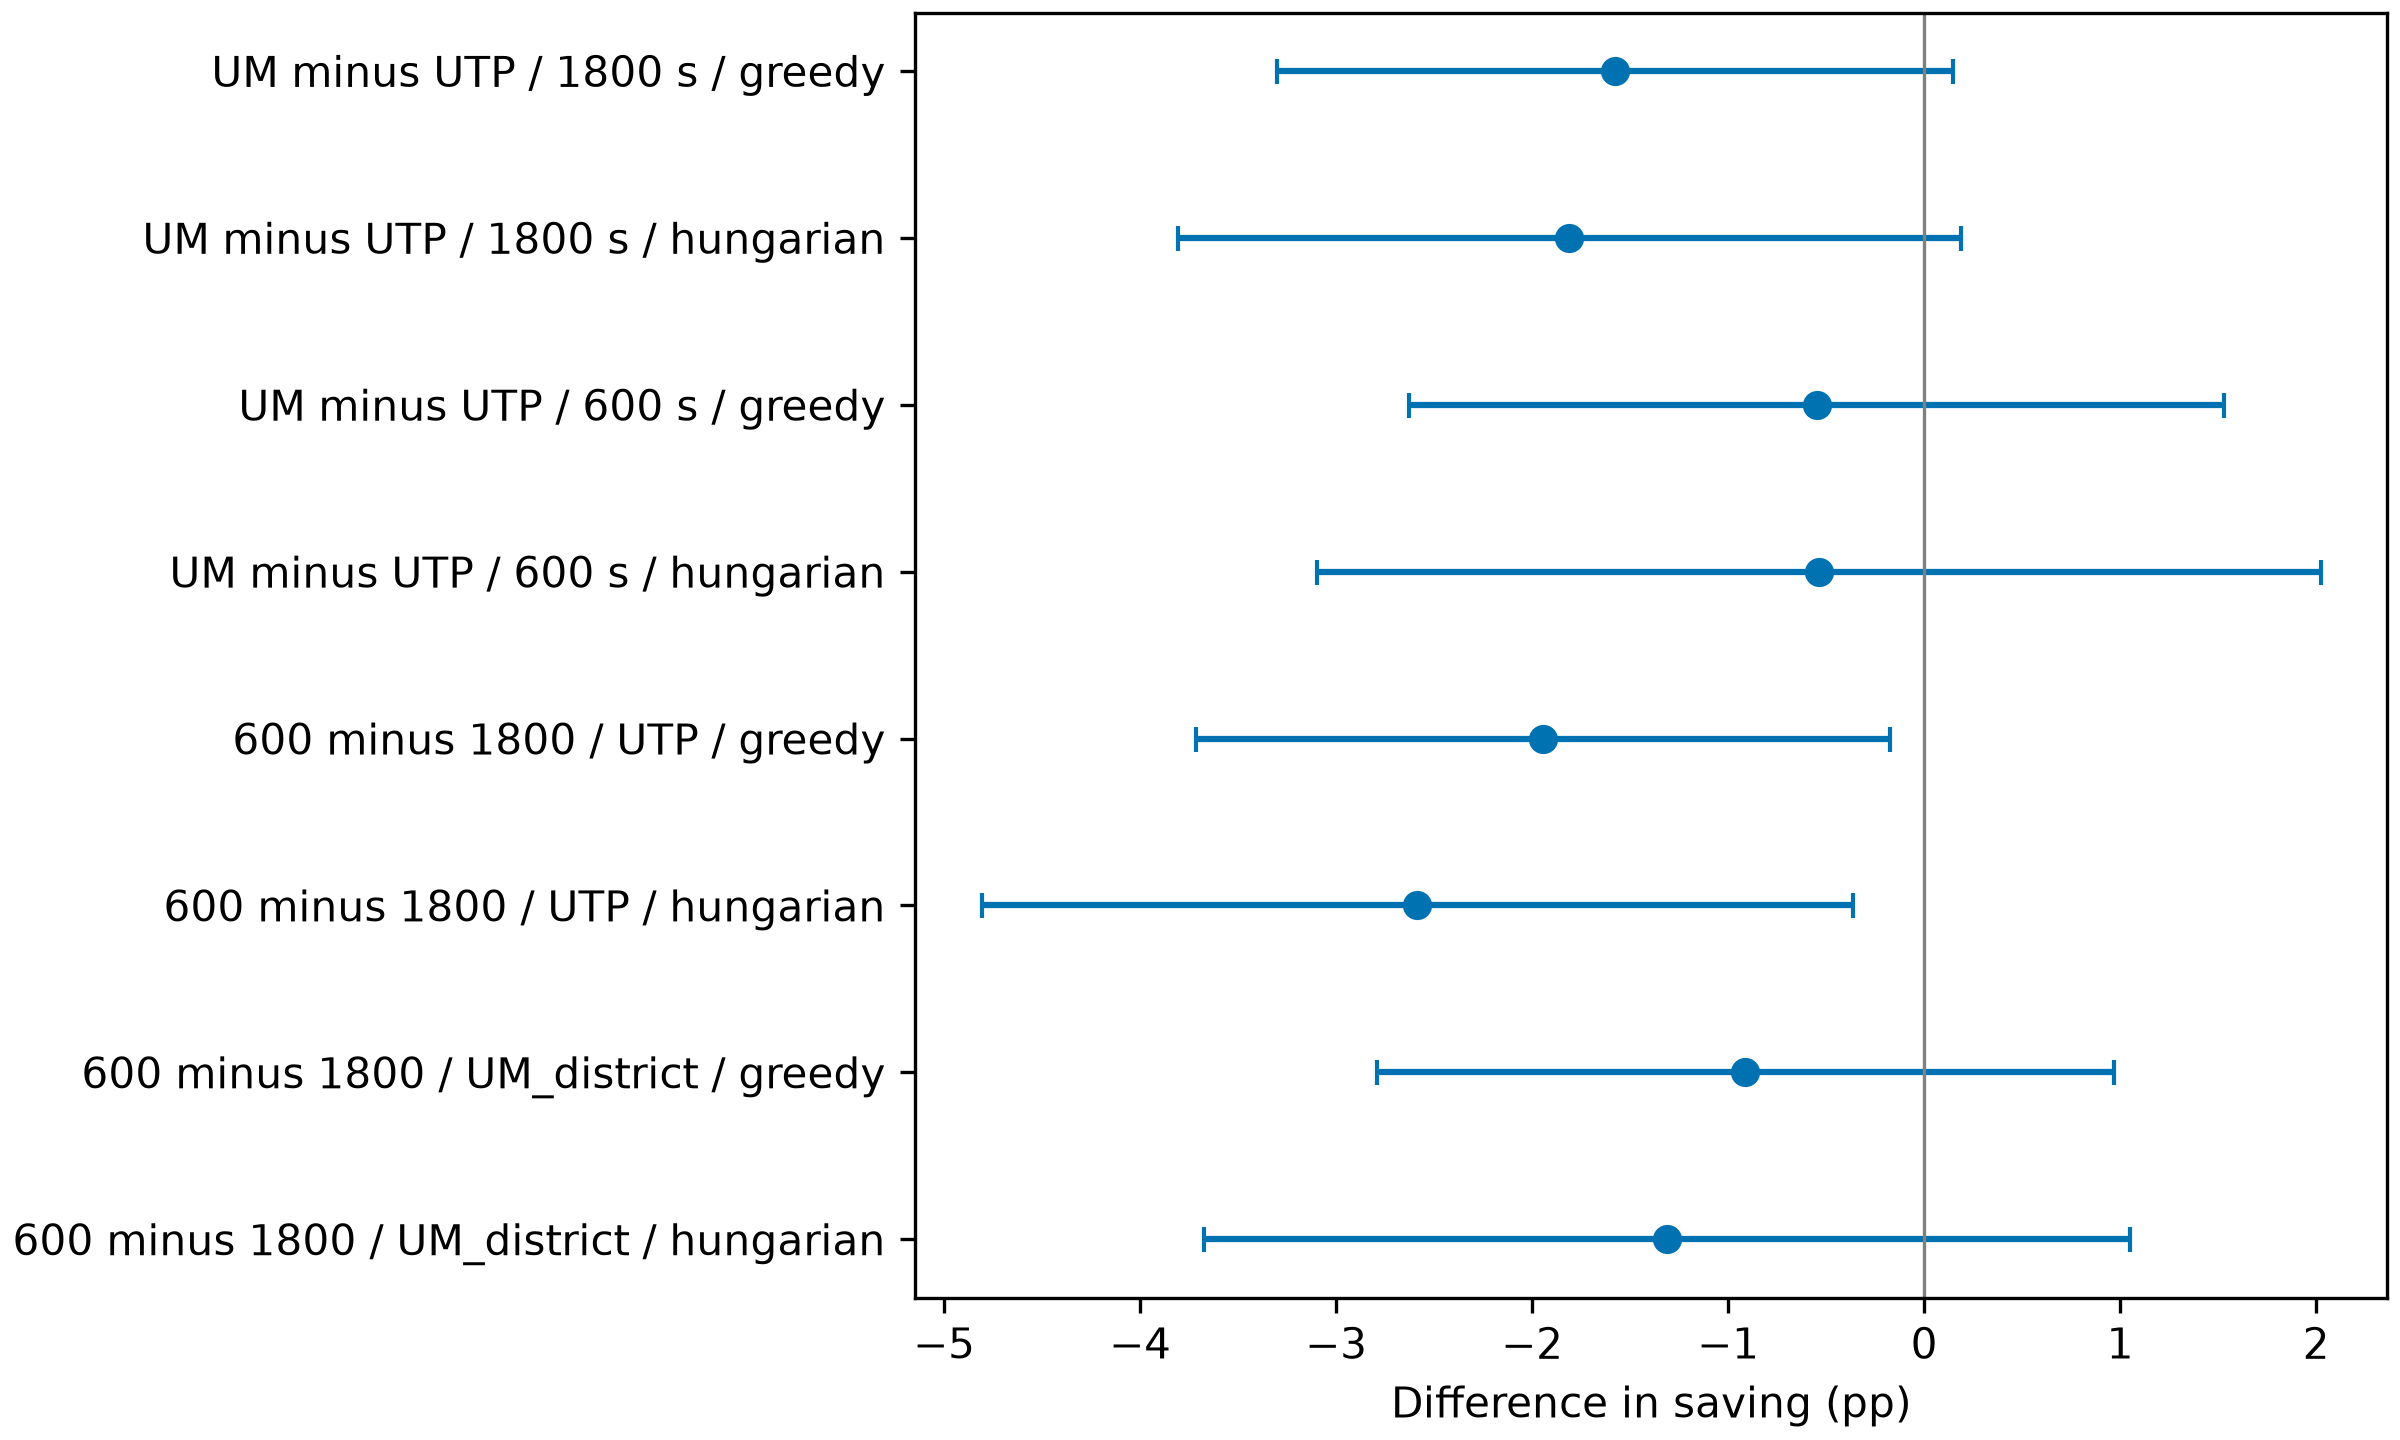 UM minus UTP / 1800 s / greedy
UM minus UTP / 1800 s / hungarian
UM minus UTP / 600 s / greedy
UM minus UTP / 600 s / hungarian
600 minus 1800 / UTP / greedy
600 minus 1800 / UTP / hungarian
600 minus 1800 / UM_district / greedy
600 minus 1800 / UM_district / hungarian
−5 −4 −3 −2 −1 0 1 2
Difference in saving (pp)